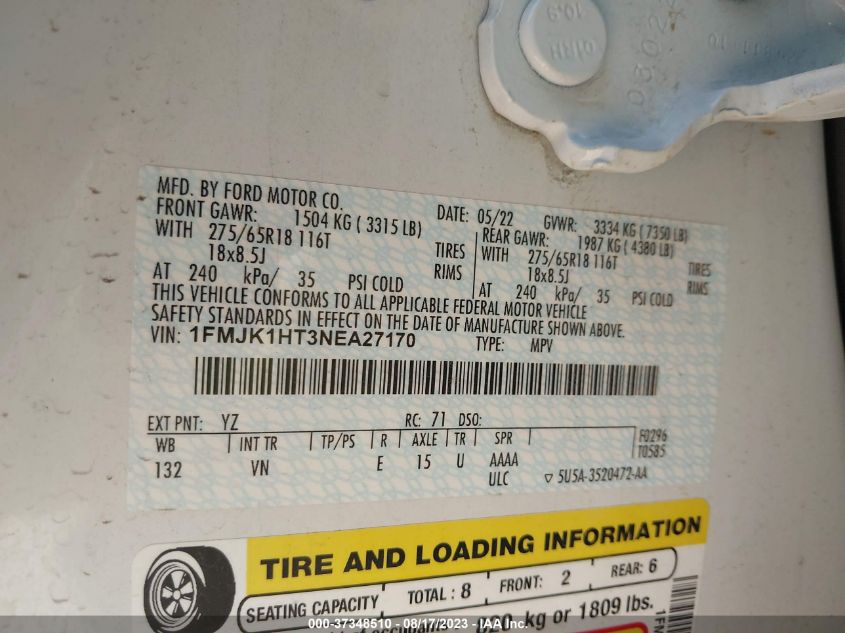 10.9
MFD. BY FORD MOTOR CO.
DATE: 05/22 GVWR: 3334 KG ( 7350 LB)
FRONT GAWR: 1504 KG ( 3315 LB)
REAR GAWR: 1987 KG ( 4380 LB)
WITH 275/65R18 116T TIRES
WITH 275/65R18 116T TIRES
18x8.5J RIMS
18x8.5J RIMS
AT 240 kPa/ 35 PSI COLD
AT 240 kPa/ 35 PSI COLD
THIS VEHICLE CONFORMS TO ALL APPLICABLE FEDERAL MOTOR VEHICLE
SAFETY STANDARDS IN EFFECT ON THE DATE OF MANUFACTURE SHOWN ABOVE.
VIN: 1FMJK1HT3NEA27170 TYPE: MPV
EXT PNT: YZ RC: 71 DSO:
WB INT TR TP/PS R AXLE TR SPR F0296
132 VN E 15 U AAAA T0585
ULC 5U5A-3520472-AA
TIRE AND LOADING INFORMATION
SEATING CAPACITY TOTAL : 8 FRONT: 2 REAR: 6
kg or 1809 lbs.
000-37348510 - 08/17/2023 - IAA Inc.